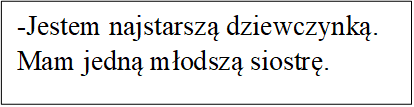 -Jestem najstarszą dziewczynką.
Mam jedną młodszą siostrę.